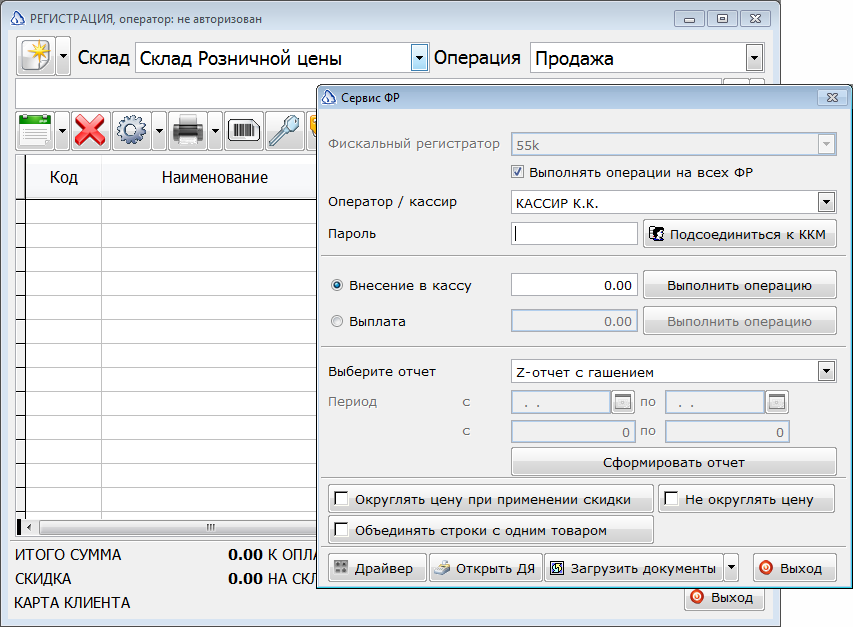 РЕГИСТРАЦИЯ, оператор: не авторизован
Склад Склад Розничной цены Операция Продажа
Код Наименование
ИТОГО СУММА 0.00 К ОПЛА
СКИДКА 0.00 НА СКЛ
КАРТА КЛИЕНТА
Выход
Сервис ФР
Фискальный регистратор 55k
Выполнять операции на всех ФР
Оператор / кассир КАССИР К.К.
Пароль Подсоединиться к ККМ
Внесение в кассу 0.00 Выполнить операцию
Выплата 0.00 Выполнить операцию
Выберите отчет Z-отчет с гашением
Период с . . по . .
с 0 по 0
Сформировать отчет
Округлять цену при применении скидки Не округлять цену
Объединять строки с одним товаром
Драйвер Открыть ДЯ Загрузить документы Выход